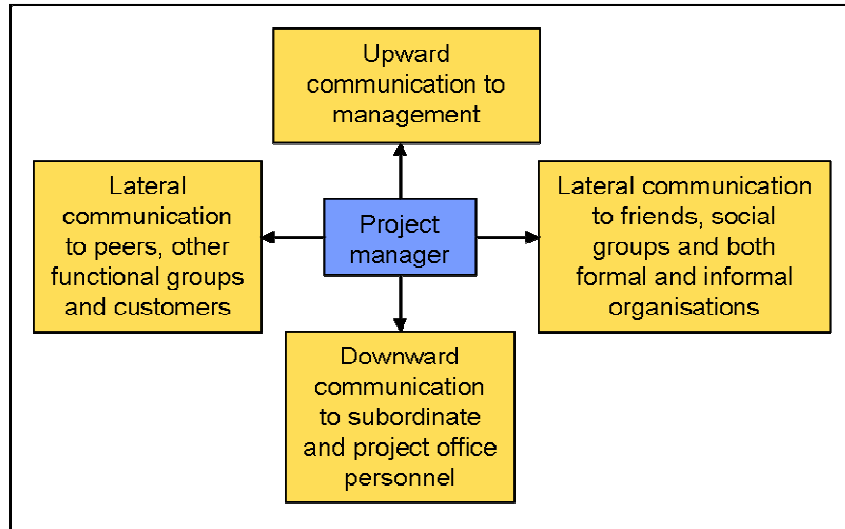 Upward
communication to
management
Lateral
communication
to peers, other
functional groups
and customers
Project
manager
Lateral communication
to friends, social
groups and both
formal and informal
organisations
Downward
communication
to subordinate
and project office
personnel